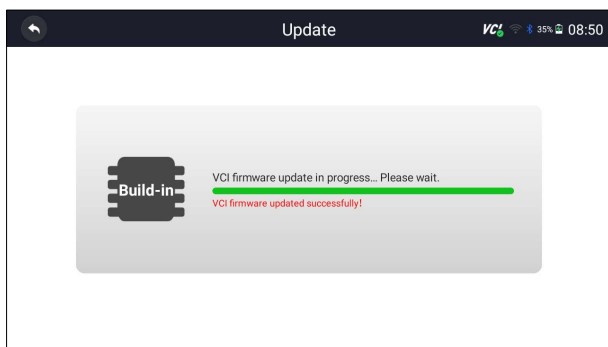 Update
VCI 35% 08:50
VCI firmware update in progress... Please wait.
Build-in
VCI firmware updated successfully!